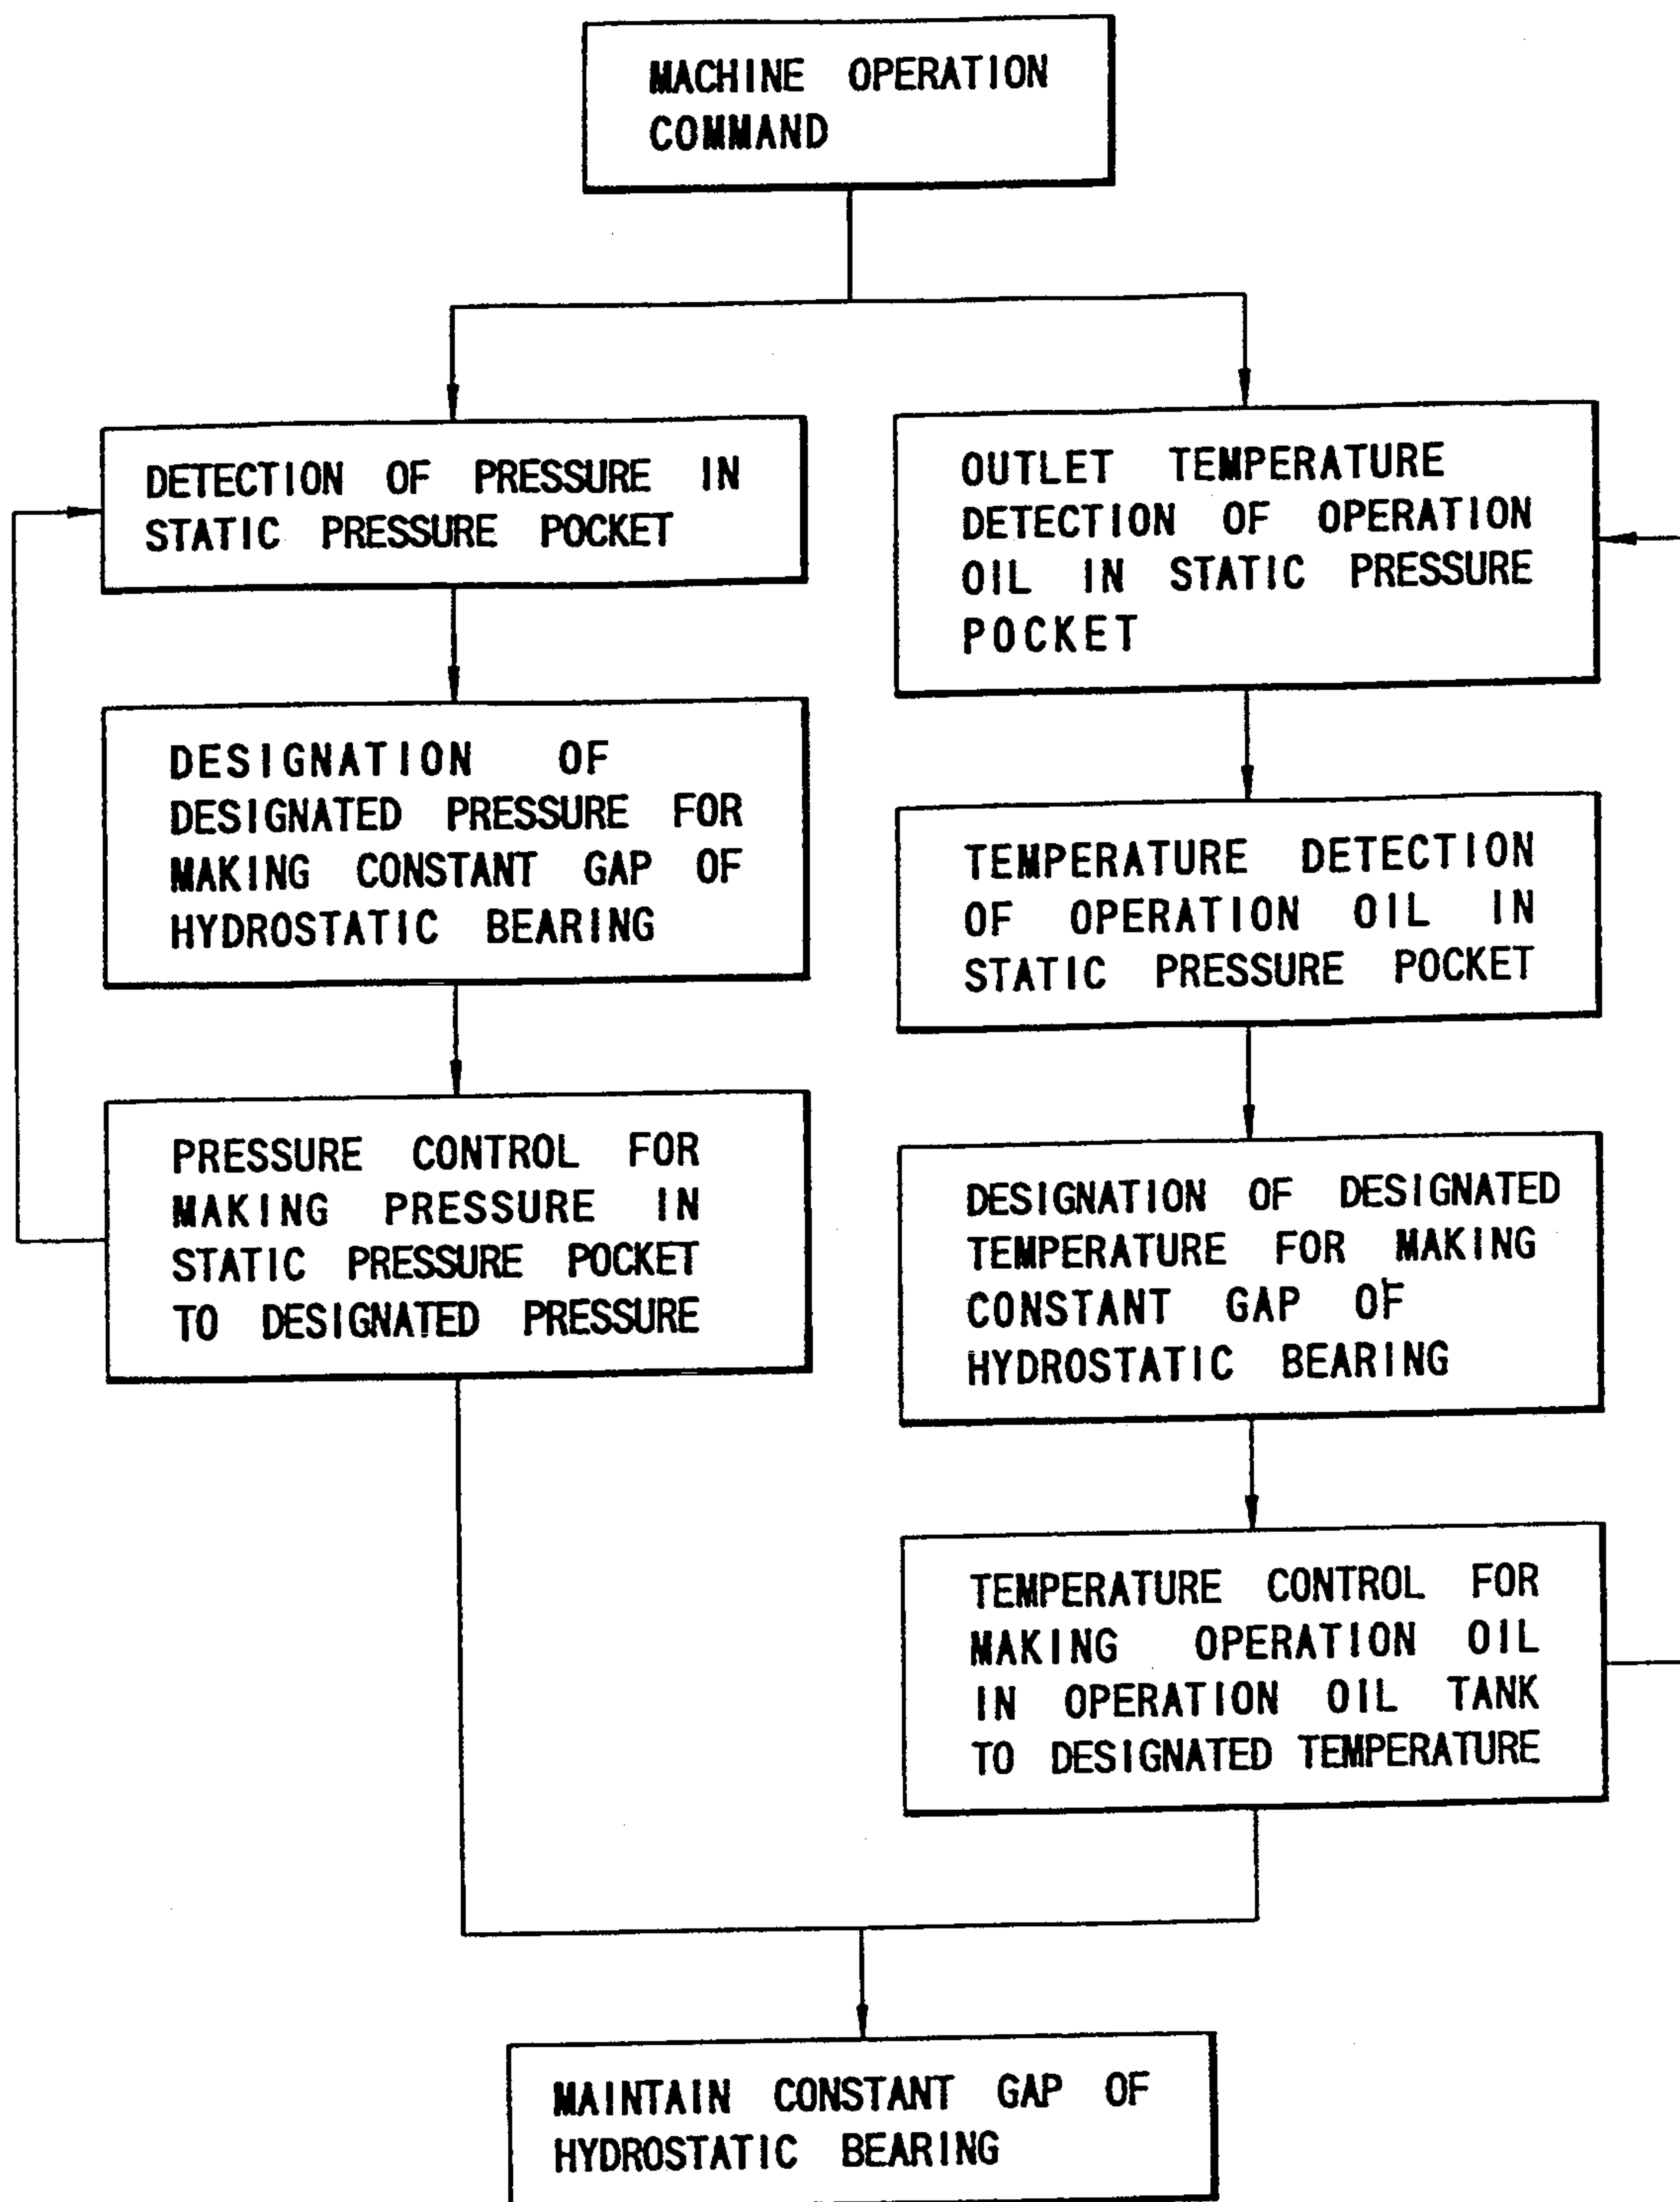 MACHINE OPERATION
COMMAND
DETECTION OF PRESSURE IN
STATIC PRESSURE POCKET
DESIGNATION OF
DESIGNATED PRESSURE FOR
MAKING CONSTANT GAP OF
HYDROSTATIC BEARING
PRESSURE CONTROL FOR
MAKING PRESSURE IN
STATIC PRESSURE POCKET
TO DESIGNATED PRESSURE
OUTLET TEMPERATURE
DETECTION OF OPERATION
OIL IN STATIC PRESSURE
POCKET
TEMPERATURE DETECTION
OF OPERATION OIL IN
STATIC PRESSURE POCKET
DESIGNATION OF DESIGNATED
TEMPERATURE FOR MAKING
CONSTANT GAP OF
HYDROSTATIC BEARING
TEMPERATURE CONTROL FOR
MAKING OPERATION OIL
IN OPERATION OIL TANK
TO DESIGNATED TEMPERATURE
MAINTAIN CONSTANT GAP OF
HYDROSTATIC BEARING